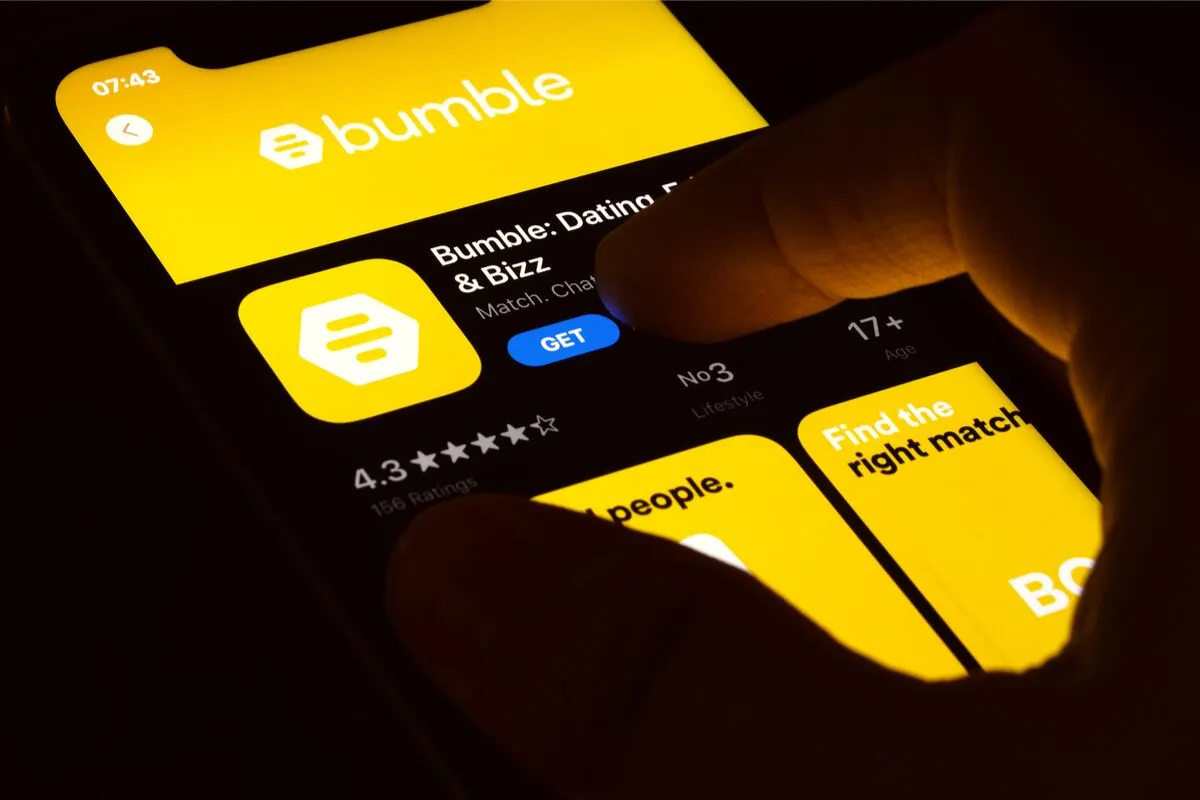 07:43
bumble
Bumble: Dating,
& Bizz
Match. Chat
GET
4.3
156 Ratings
No3
Lifestyle
17+
Age
people.
Find the
right match